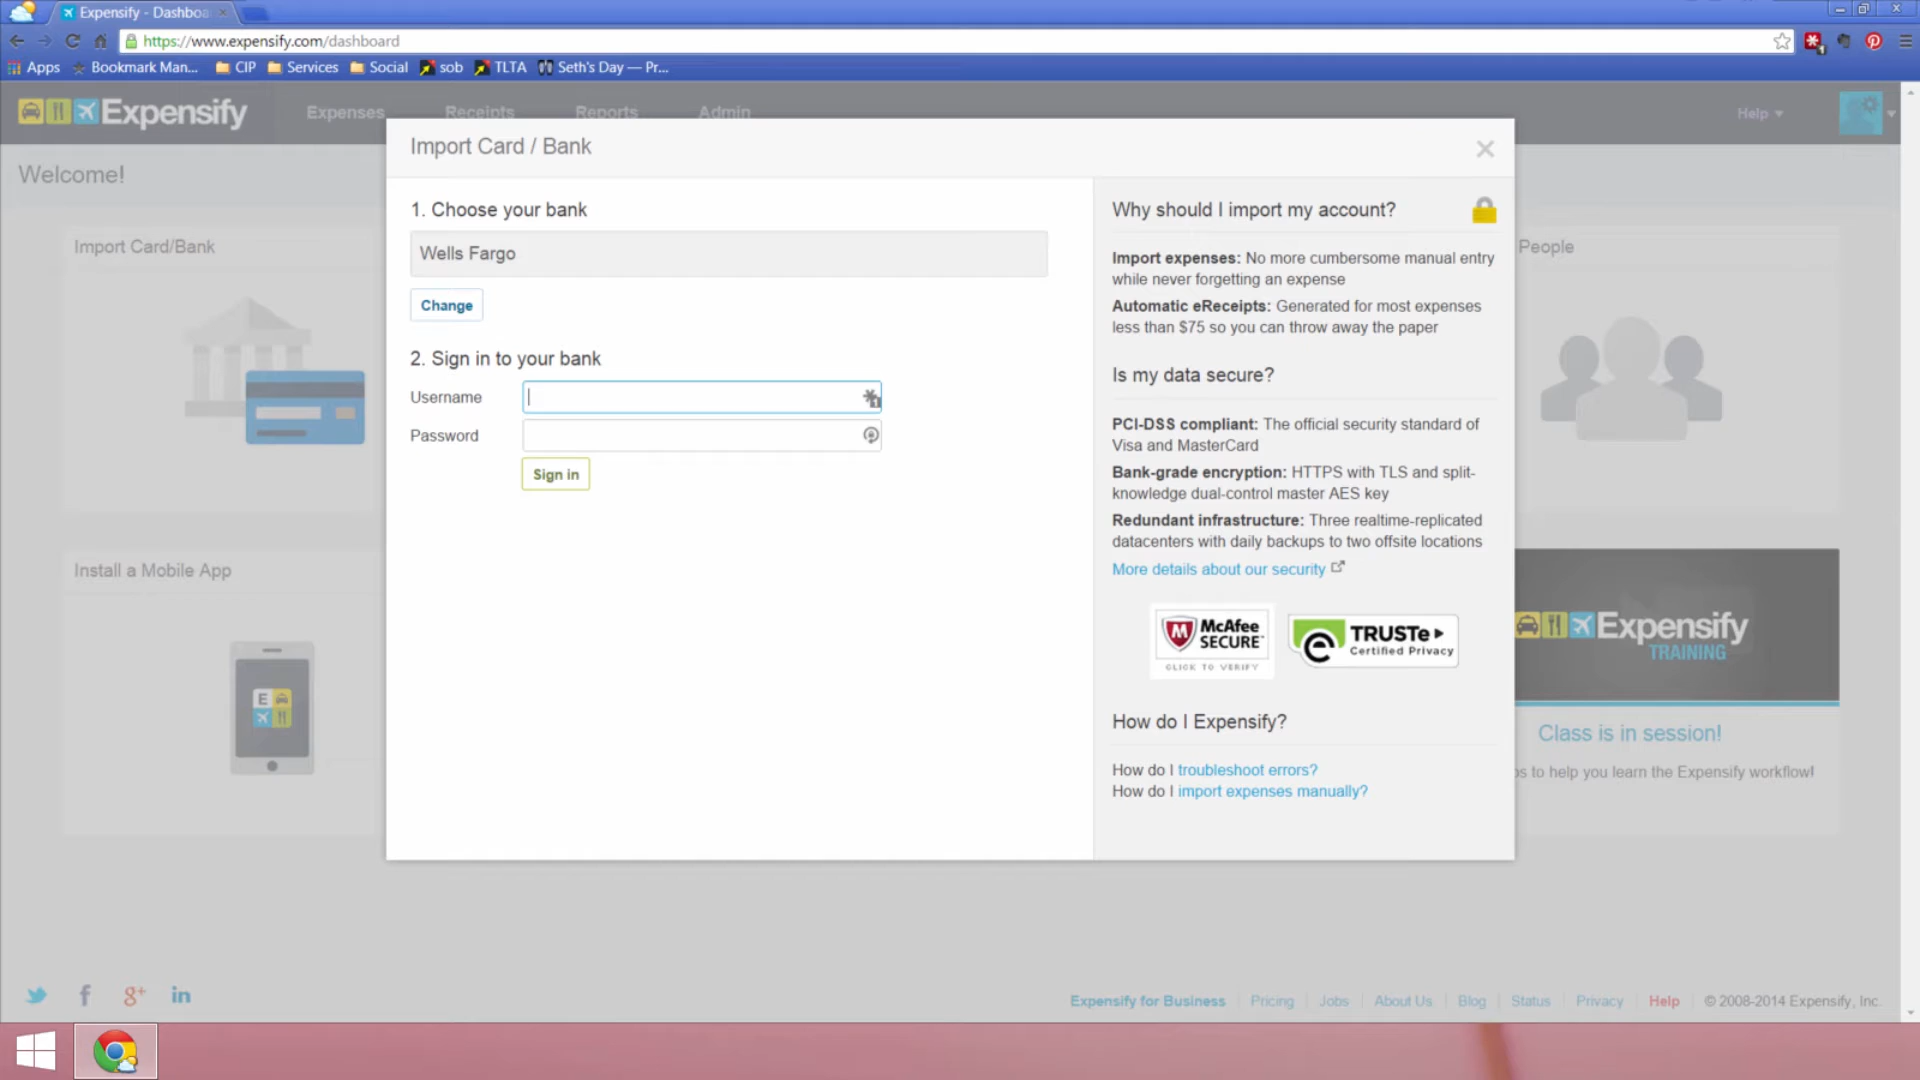 Expensify - Dashboa
https://www.expensify.com/dashboard
Apps Bookmark Man... CIP Services Social sob TLTA Seth's Day — Pr...
Expensify Expenses Receipts Reports Admin Help
Welcome!
Import Card/Bank
Install a Mobile App
E
Import Card / Bank
1. Choose your bank
Wells Fargo
Change
2. Sign in to your bank
Username
Password
Sign in
Why should I import my account?
Import expenses: No more cumbersome manual entry
while never forgetting an expense
Automatic eReceipts: Generated for most expenses
less than $75 so you can throw away the paper
Is my data secure?
PCI-DSS compliant: The official security standard of
Visa and MasterCard
Bank-grade encryption: HTTPS with TLS and split-
knowledge dual-control master AES key
Redundant infrastructure: Three realtime-replicated
datacenters with daily backups to two offsite locations
More details about our security
McAfee
SECURE
CLICK TO VERIFY
TRUSTe
Certified Privacy
How do I Expensify?
How do I troubleshoot errors?
How do I import expenses manually?
People
Expensify
TRAINING
Class is in session!
os to help you learn the Expensify workflow!
Expensify for Business Pricing Jobs About Us Blog Status Privacy Help © 2008-2014 Expensify, Inc.